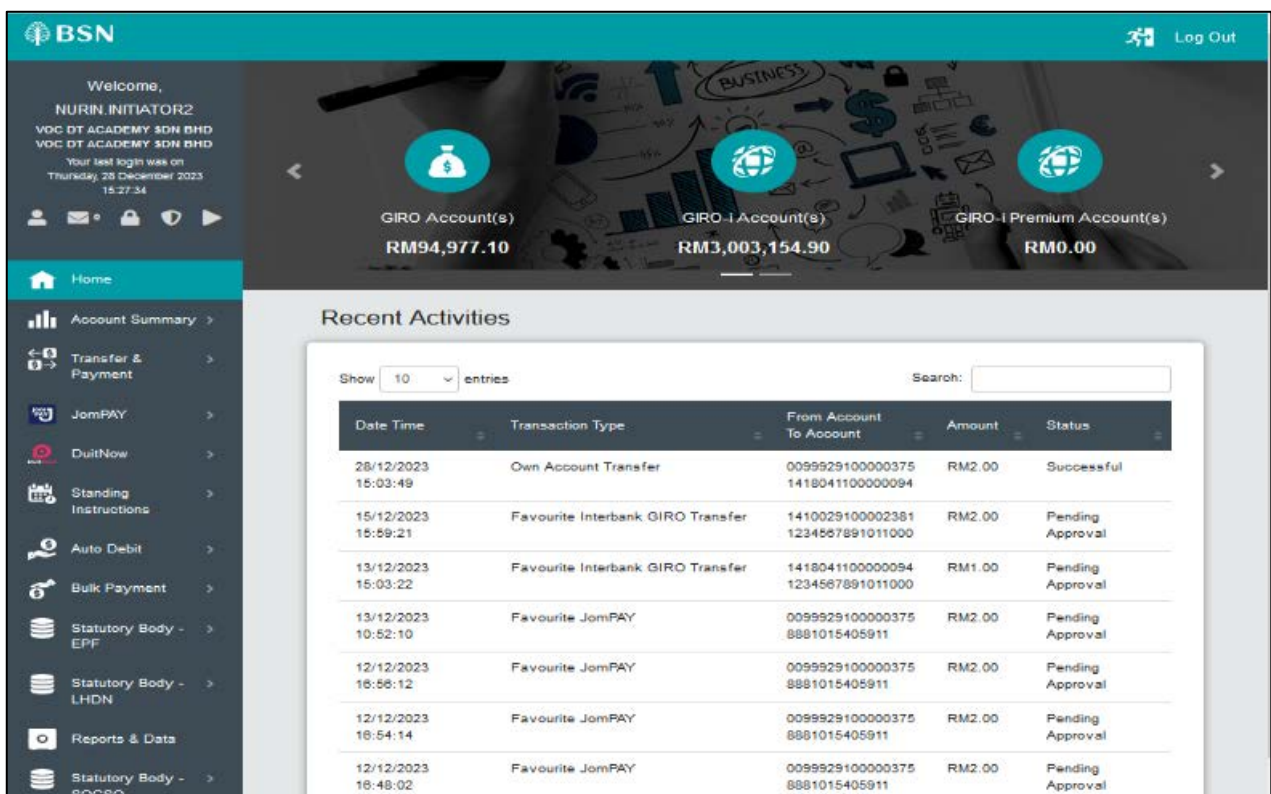 BSN
Log Out
Welcome,
NURIN.INITIATOR2
VOC DT ACADEMY SDN BHD
VOC DT ACADEMY SDN BHD
Your last login was on
Thursday, 28 December 2023
15:27:34
BUSINESS
GIRO Account(s)
GIRO-i Account(s)
GIRO-i Premium Account(s)
RM94,977.10
RM3,003,154.90
RM0.00
Home
Account Summary
Transfer &
Payment
JomPAY
DuitNow
Standing
Instructions
Auto Debit
Bulk Payment
Statutory Body -
EPF
Statutory Body -
LHDN
Reports & Data
Statutory Body -
SOCSO
Recent Activities
Show 10 entries
Search:
Date Time Transaction Type From Account Amount Status
To Account
28/12/2023 Own Account Transfer 0099929100000375 RM2.00 Successful
15:03:49 1418041100000094
15/12/2023 Favourite Interbank GIRO Transfer 1410029100002381 RM2.00 Pending
15:59:21 1234567891011000 Approval
13/12/2023 Favourite Interbank GIRO Transfer 1418041100000094 RM1.00 Pending
15:03:22 1234567891011000 Approval
13/12/2023 Favourite JomPAY 0099929100000375 RM2.00 Pending
10:52:10 8881015405911 Approval
12/12/2023 Favourite JomPAY 0099929100000375 RM2.00 Pending
16:56:12 8881015405911 Approval
12/12/2023 Favourite JomPAY 0099929100000375 RM2.00 Pending
16:54:14 8881015405911 Approval
12/12/2023 Favourite JomPAY 0099929100000375 RM2.00 Pending
16:48:02 8881015405911 Approval